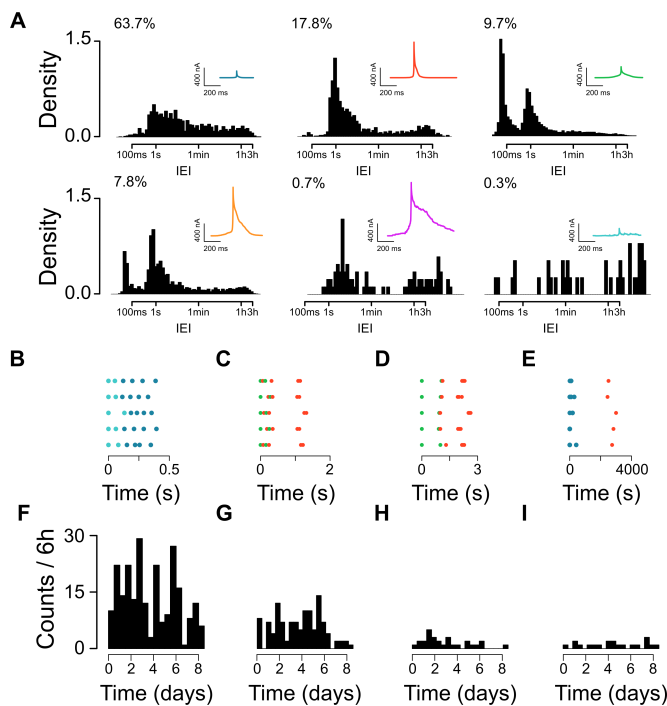 A
63.7%
17.8%
9.7%
Density
1.5
0.0
400 nA
200 ms
400 nA
200 ms
400 nA
200 ms
100ms 1s 1min 1h3h
IEI
100ms 1s 1min 1h3h
IEI
100ms 1s 1min 1h3h
IEI
7.8%
0.7%
0.3%
Density
1.5
0.0
400 nA
200 ms
400 nA
200 ms
400 nA
200 ms
100ms 1s 1min 1h3h
IEI
100ms 1s 1min 1h3h
IEI
100ms 1s 1min 1h3h
IEI
B
C
D
E
0 0.5
Time (s)
0 2
Time (s)
0 3
Time (s)
0 4000
Time (s)
F
G
H
I
Counts / 6h
30
15
0
0 2 4 6 8
Time (days)
0 2 4 6 8
Time (days)
0 2 4 6 8
Time (days)
0 2 4 6 8
Time (days)